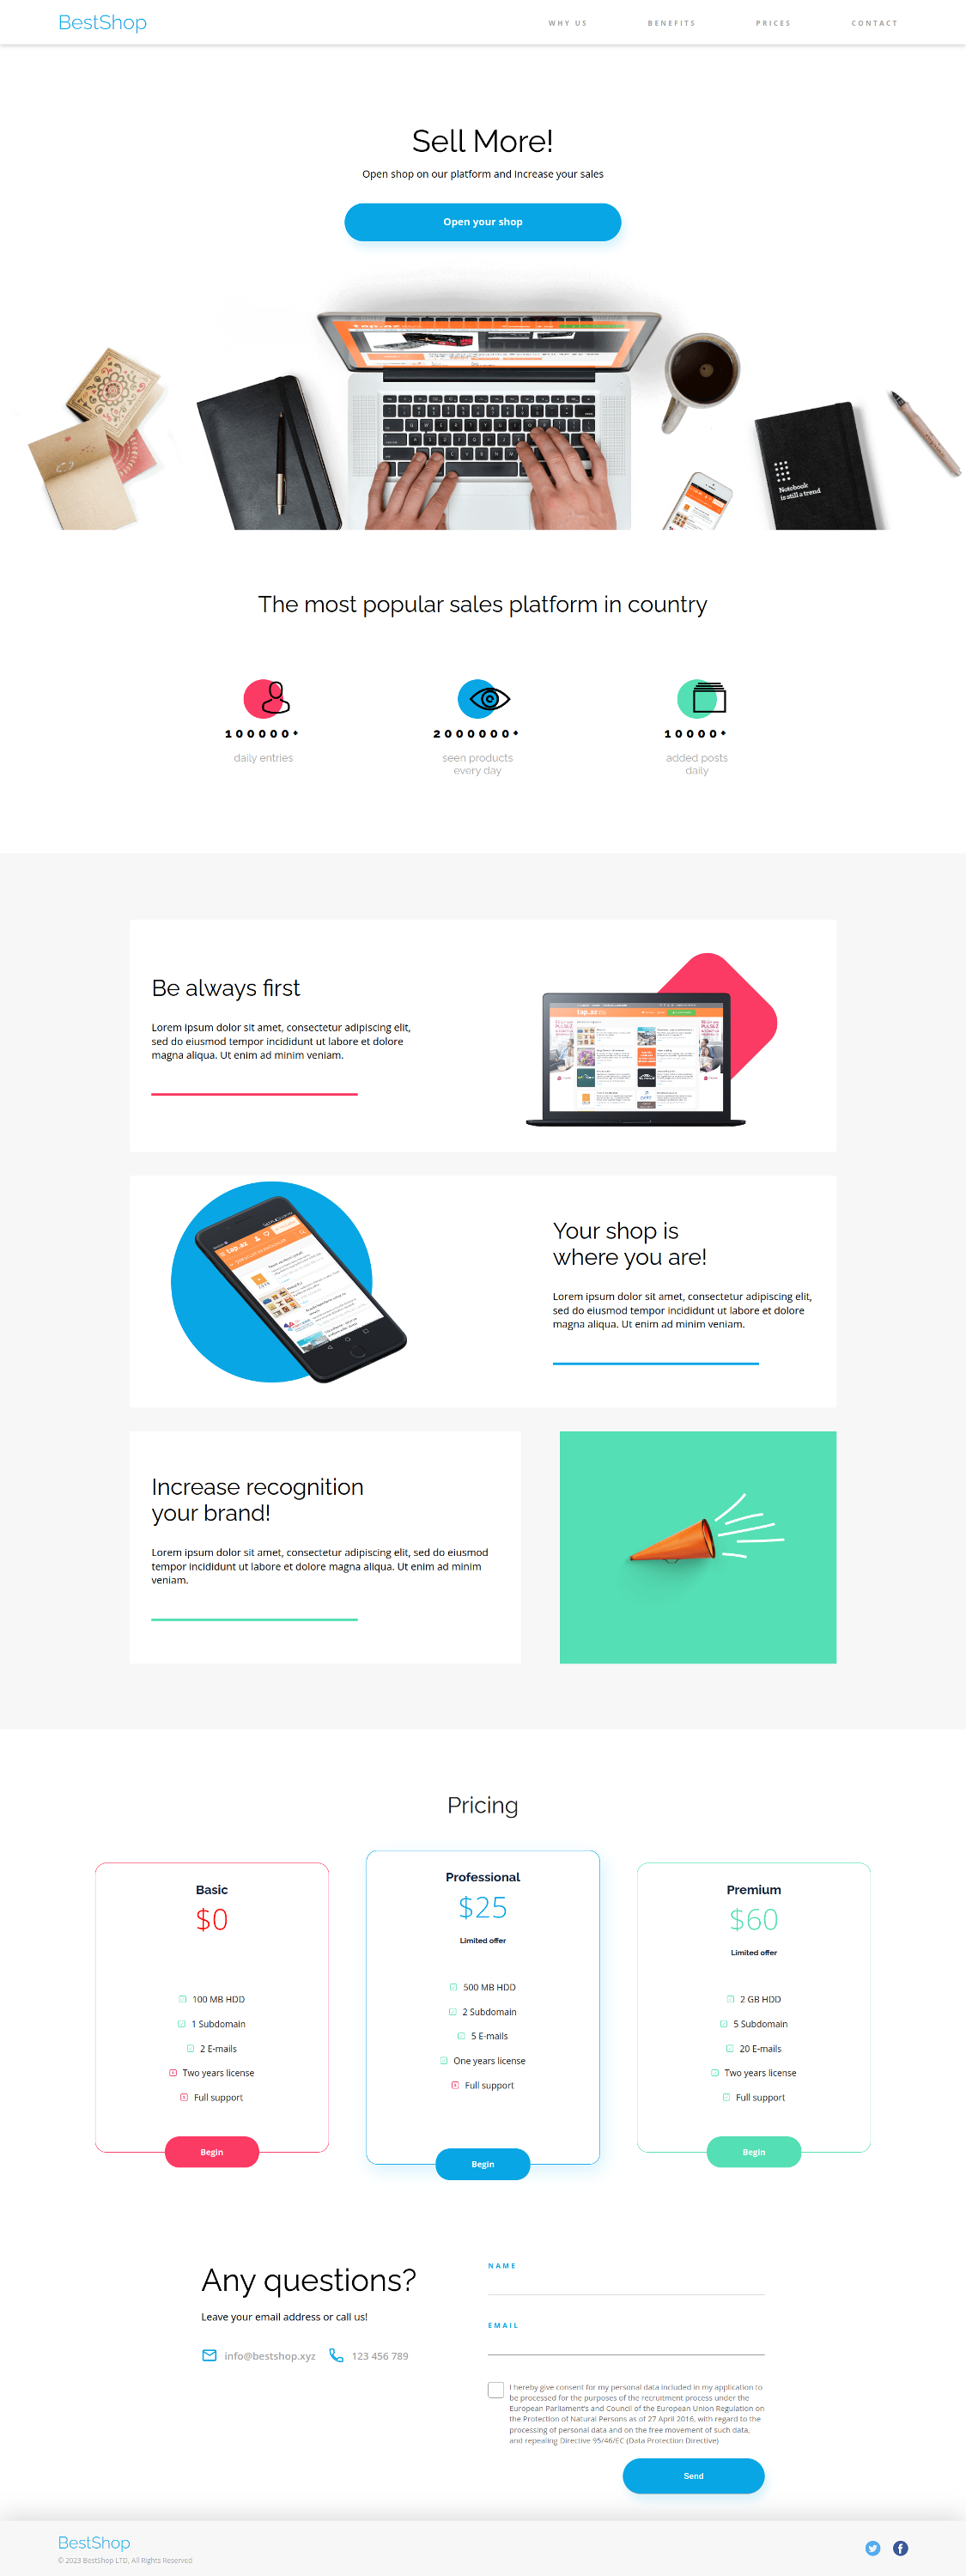 BestShop
WHY US
BENEFITS
PRICES
CONTACT
Sell More!
Open shop on our platform and increase your sales
Open your shop
tap.az
Notebook
is still a trend
The most popular sales platform in country
100000+
daily entries
2000000+
seen products
every day
10000+
added posts
daily
Be always first
Lorem ipsum dolor sit amet, consectetur adipiscing elit,
sed do eiusmod tempor incididunt ut labore et dolore
magna aliqua. Ut enim ad minim veniam.
tap.az
tap.az
Your shop is
where you are!
Lorem ipsum dolor sit amet, consectetur adipiscing elit,
sed do eiusmod tempor incididunt ut labore et dolore
magna aliqua. Ut enim ad minim veniam.
Increase recognition
your brand!
Lorem ipsum dolor sit amet, consectetur adipiscing elit, sed do eiusmod
tempor incididunt ut labore et dolore magna aliqua. Ut enim ad minim
veniam.
Pricing
Basic
$0
100 MB HDD
1 Subdomain
2 E-mails
Two years license
Full support
Begin
Professional
$25
Limited offer
500 MB HDD
2 Subdomain
5 E-mails
One years license
Full support
Begin
Premium
$60
Limited offer
2 GB HDD
5 Subdomain
20 E-mails
Two years license
Full support
Begin
Any questions?
Leave your email address or call us!
info@bestshop.xyz
123 456 789
NAME
EMAIL
I hereby give consent for my personal data included in my application to
be processed for the purposes of the recruitment process under the
European Parliament's and Council of the European Union Regulation on
the Protection of Natural Persons as of 27 April 2016, with regard to the
processing of personal data and on the free movement of such data,
and repealing Directive 95/46/EC (Data Protection Directive)
Send
BestShop
© 2023 BestShop LTD, All Rights Reserved